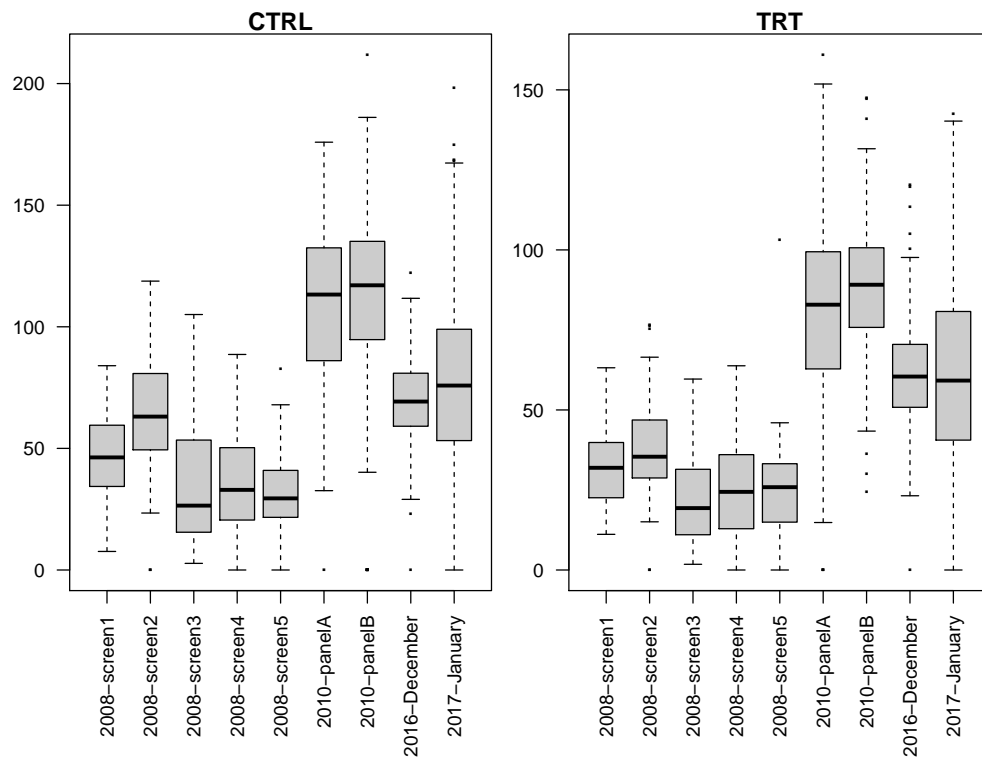 CTRL
200
150
100
50
0
2008−screen1
2008−screen2
2008−screen3
2008−screen4
2008−screen5
2010−panelA
2010−panelB
2016−December
2017−January
TRT
150
100
50
0
2008−screen1
2008−screen2
2008−screen3
2008−screen4
2008−screen5
2010−panelA
2010−panelB
2016−December
2017−January